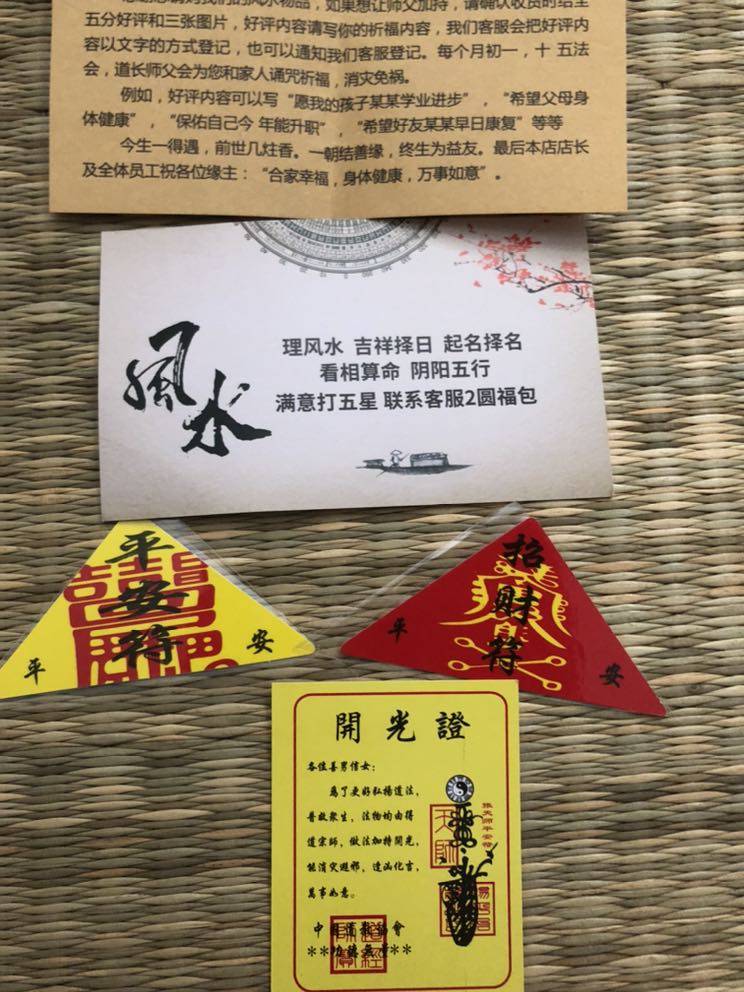 五分好评和三张图片，好评内容请写你的祈福内容，我们客服会把好评内
容以文字的方式登记，也可以通知我们客服登记。每个月初一，十 五法
会，道长师父会为您和家人诵咒祈福，消灾免祸。
例如，好评内容可以写“愿我的孩子某某学业进步”，“希望父母身
体健康”，“保佑自己今 年能升职”，“希望好友某某早日康复”等等
今生一得遇，前世几炷香。一朝结善缘，终生为益友。最后本店店长
及全体员工祝各位缘主：“合家幸福，身体健康，万事如意”。
風水
理风水 吉祥择日 起名择名
看相算命 阴阳五行
满意打五星 联系客服2圆福包
平安符
平 安
招财符
平 安
開光證
各位善男信女：
爲了更好弘揚道法，
普救衆生，法物均由得
道宗師，做法加持開光，
能消灾避邪，逢凶化吉，
萬事如意。
張天师平安符
天師